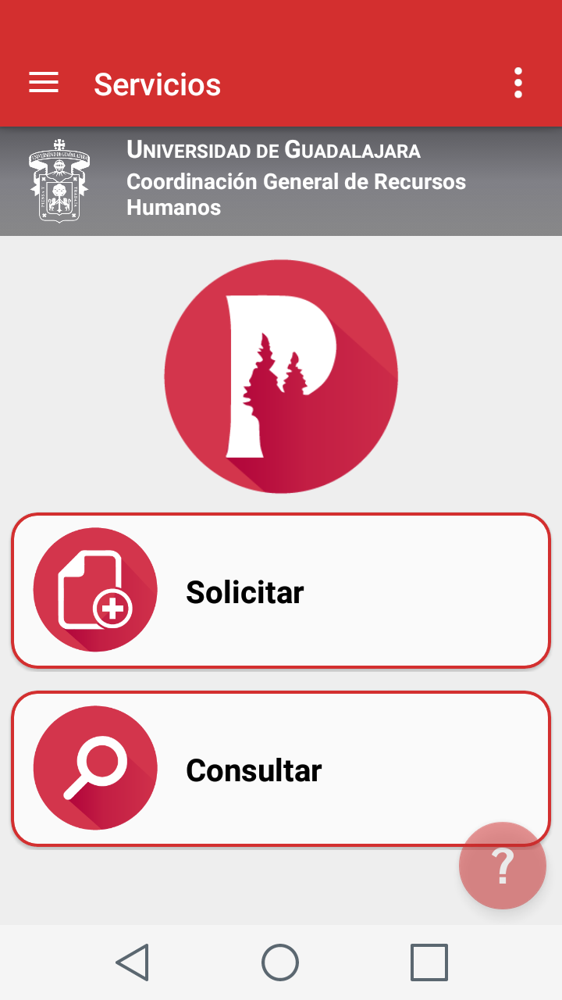 Servicios
UNIVERSIDAD DE GUADALAJARA
Coordinación General de Recursos
Humanos
P
Solicitar
Consultar
?